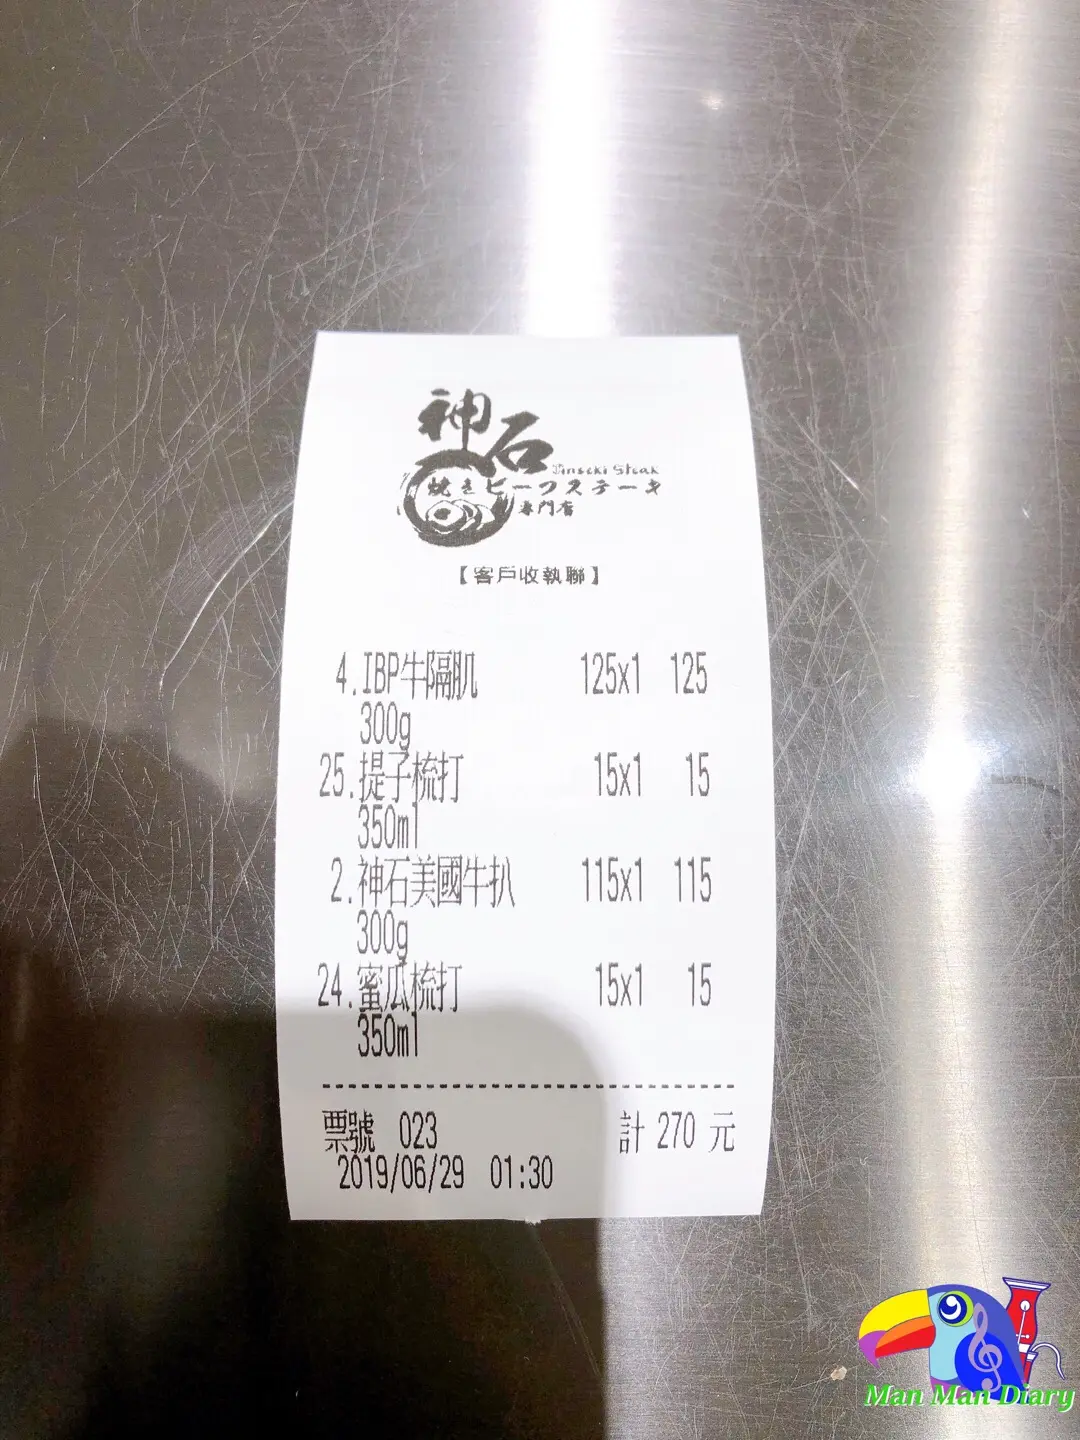 神石
Jinseki Steak
焼きビーフステーキ
專門店
【客戶收執聯】
4.IBP牛隔肌 125x1 125
300g
25.提子梳打 15x1 15
350ml
2.神石美國牛扒 115x1 115
300g
24.蜜瓜梳打 15x1 15
350ml
票號 023 計 270 元
2019/06/29 01:30
Man Man Diary